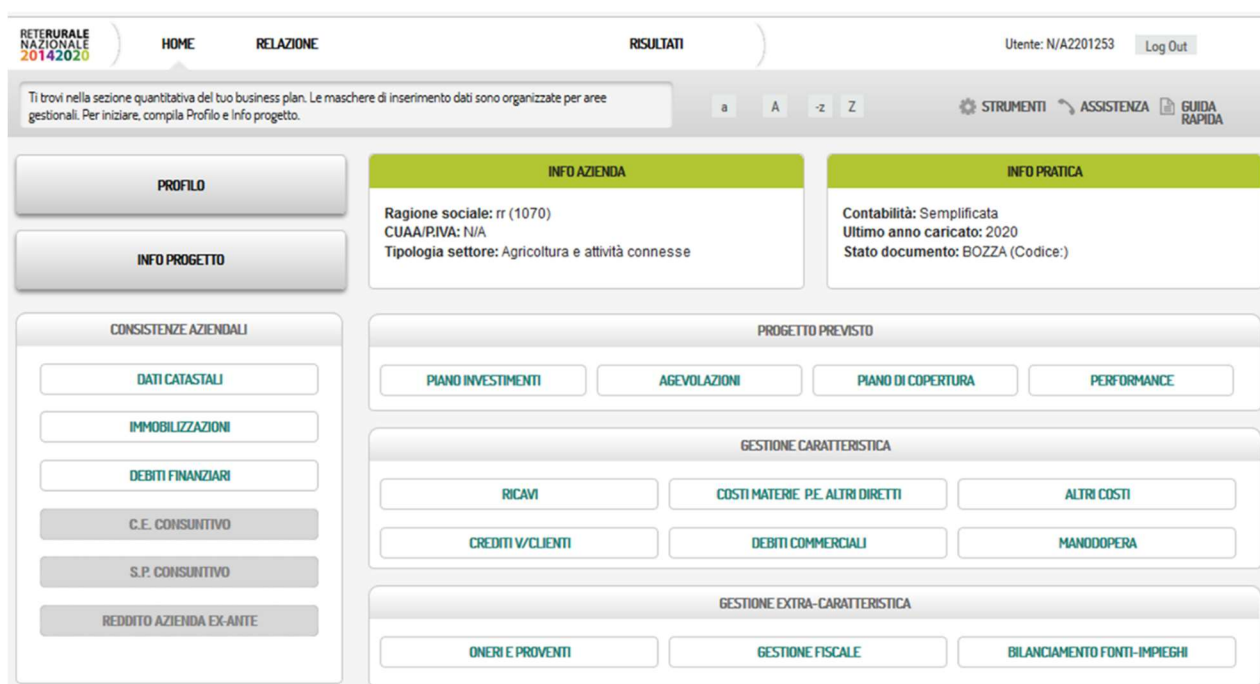 RETERURALE
NAZIONALE
20142020
HOME
RELAZIONE
RISULTATI
Utente: N/A2201253
Log Out
Ti trovi nella sezione quantitativa del tuo business plan. Le maschere di inserimento dati sono organizzate per aree
gestionali. Per iniziare, compila Profilo e Info progetto.
a
A
-z
Z
STRUMENTI
ASSISTENZA
GUIDA
RAPIDA
PROFILO
INFO PROGETTO
INFO AZIENDA
Ragione sociale: rr (1070)
CUAA/P.IVA: N/A
Tipologia settore: Agricoltura e attività connesse
INFO PRATICA
Contabilità: Semplificata
Ultimo anno caricato: 2020
Stato documento: BOZZA (Codice:)
CONSISTENZE AZIENDALI
DATI CATASTALI
IMMOBILIZZAZIONI
DEBITI FINANZIARI
C.E. CONSUNTIVO
S.P. CONSUNTIVO
REDDITO AZIENDA EX-ANTE
PROGETTO PREVISTO
PIANO INVESTIMENTI
AGEVOLAZIONI
PIANO DI COPERTURA
PERFORMANCE
GESTIONE CARATTERISTICA
RICAVI
COSTI MATERIE P.E. ALTRI DIRETTI
ALTRI COSTI
CREDITI V/CLIENTI
DEBITI COMMERCIALI
MANODOPERA
GESTIONE EXTRA-CARATTERISTICA
ONERI E PROVENTI
GESTIONE FISCALE
BILANCIAMENTO FONTI-IMPIEGHI